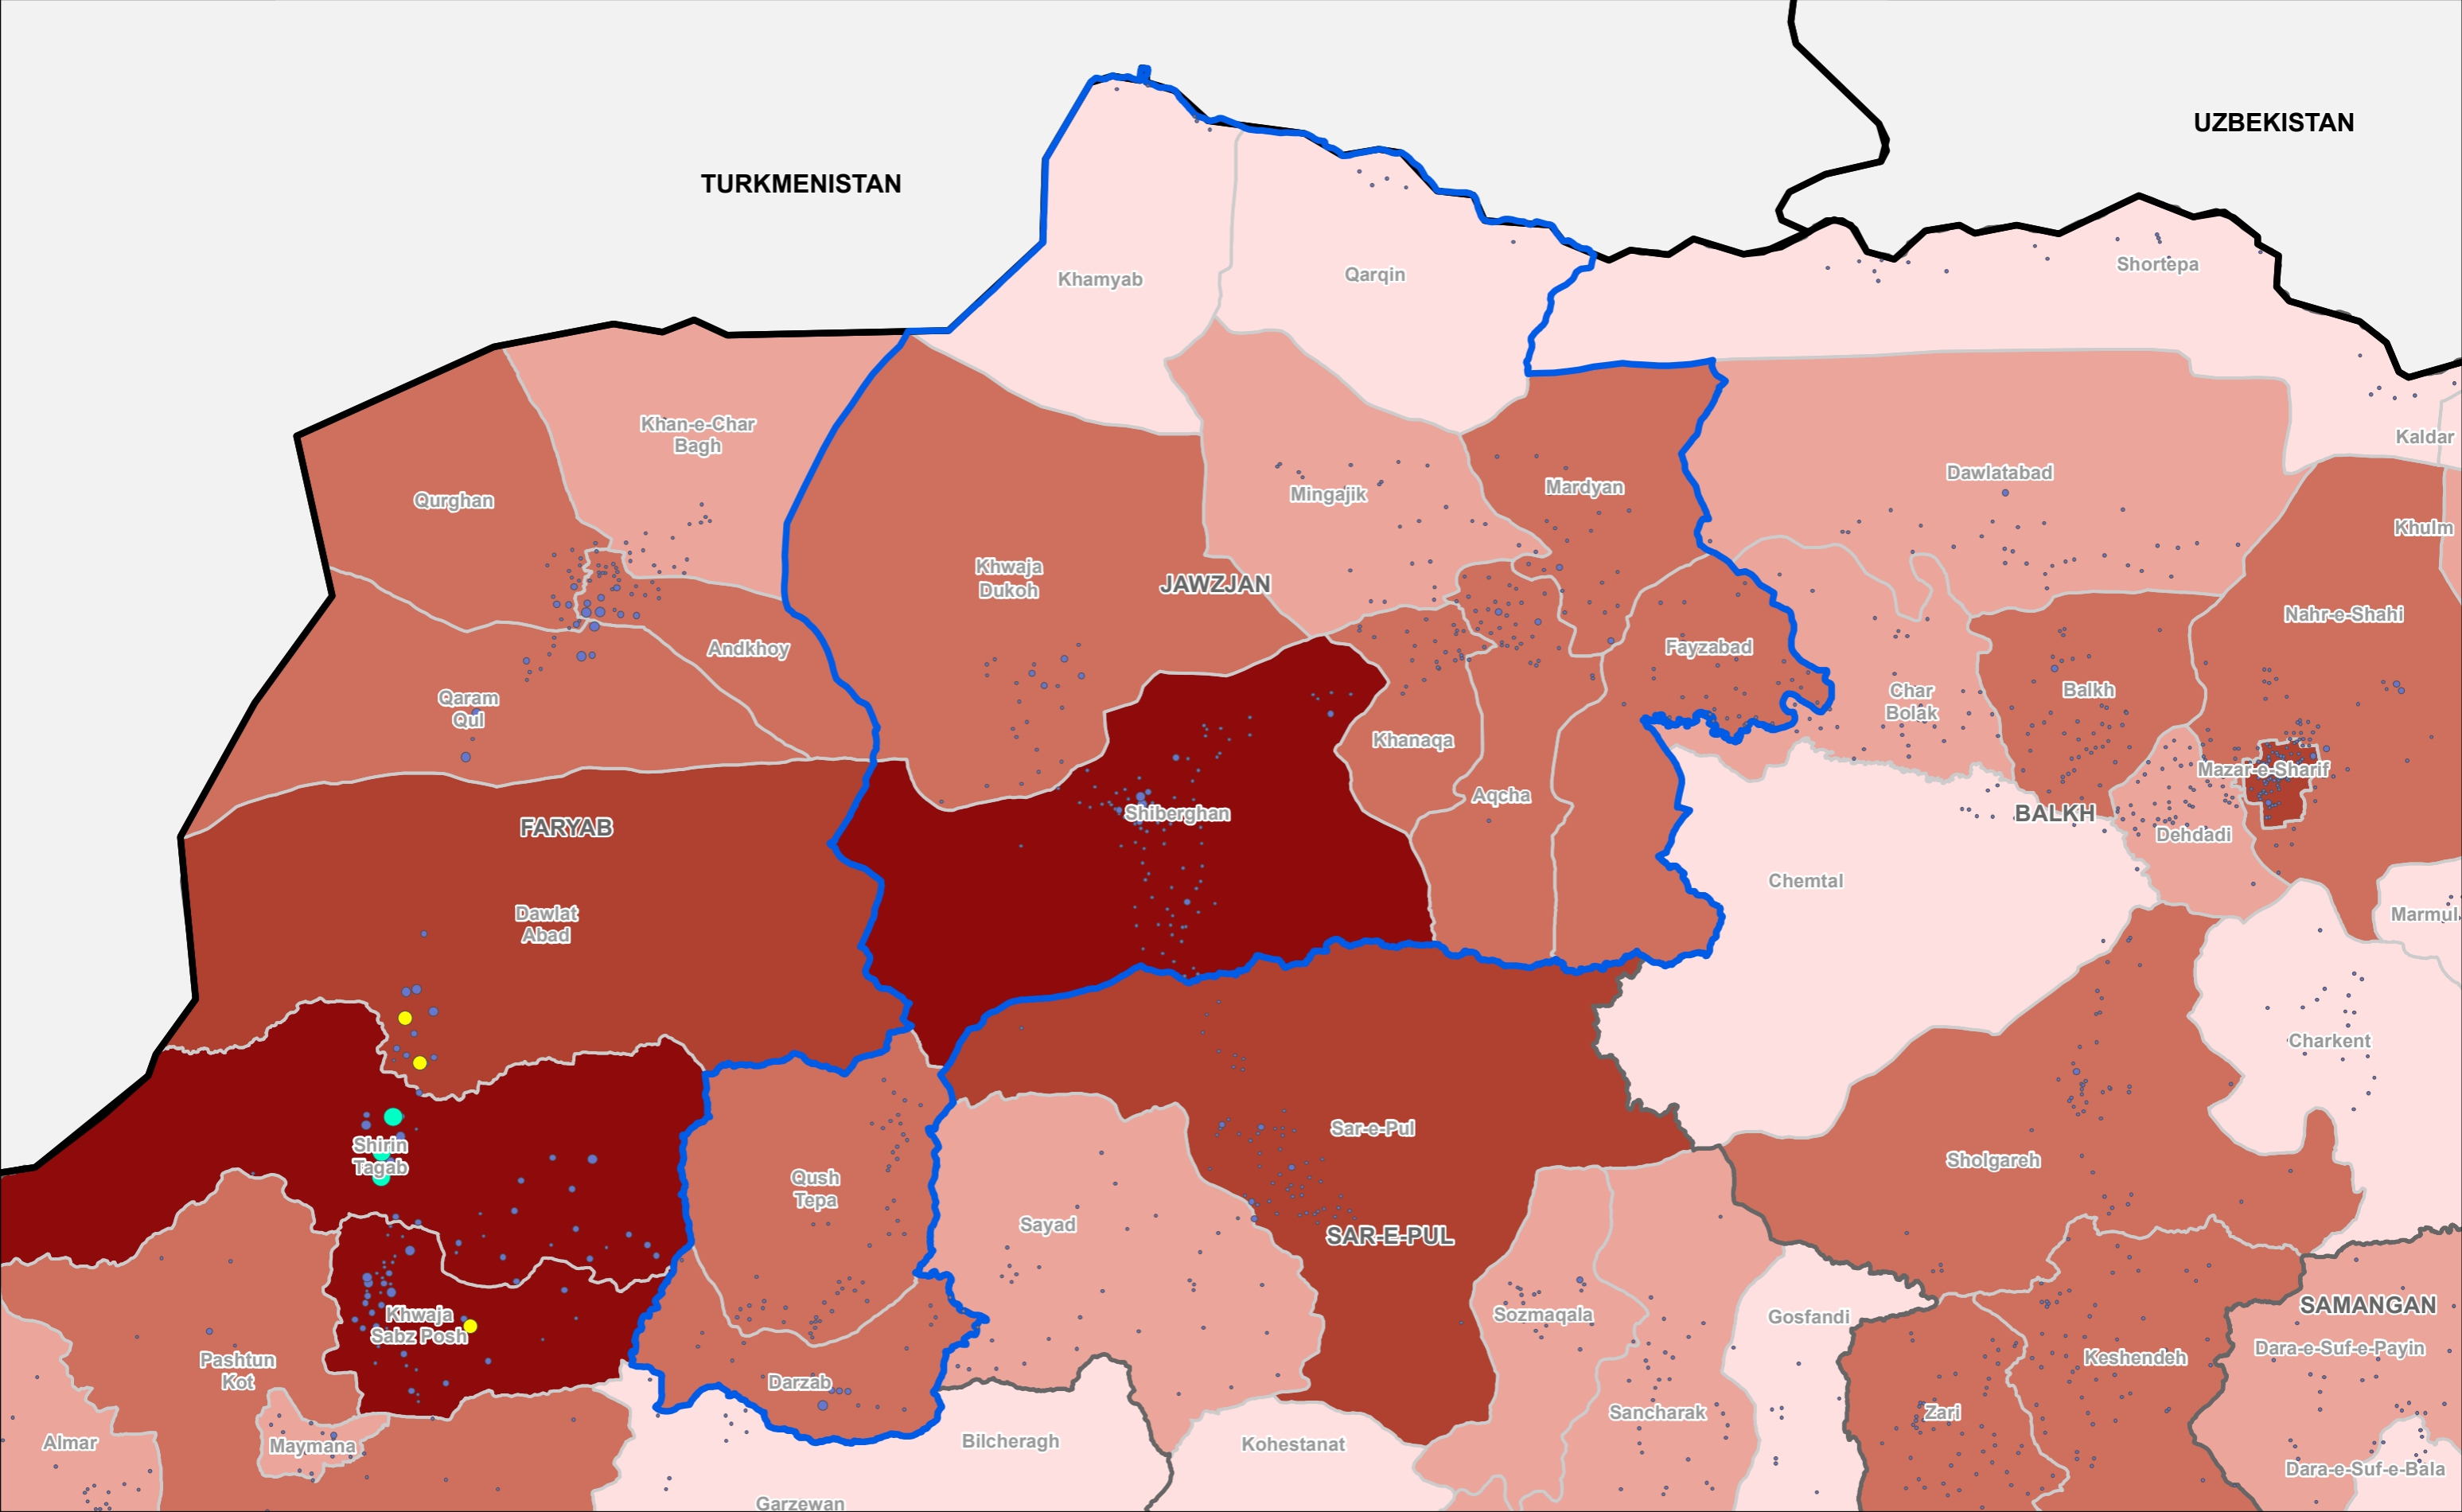 UZBEKISTAN
TURKMENISTAN
Khamyab
Qarqin
Shortepa
Khan-e-Char
Bagh
Kaldar
Qurghan
Mingajik
Mardyan
Dawlatabad
Khulm
Khwaja
Dukoh
JAWZJAN
Nahr-e-Shahi
Andkhoy
Fayzabad
Qaram
Qul
Char
Bolak
Balkh
Khanaqa
Mazar-e-Sharif
Aqcha
Shiberghan
BALKH
FARYAB
Dehdadi
Chemtal
Dawlat
Abad
Marmul
Charkent
Shirin
Tagab
Sar-e-Pul
Sholgareh
Qush
Tepa
Sayad
SAR-E-PUL
SAMANGAN
Khwaja
Sabz Posh
Sozmaqala
Gosfandi
Dara-e-Suf-e-Payin
Keshendeh
Pashtun
Kot
Darzab
Sancharak
Zari
Almar
Maymana
Bilcheragh
Kohestanat
Dara-e-Suf-e-Bala
Garzewan